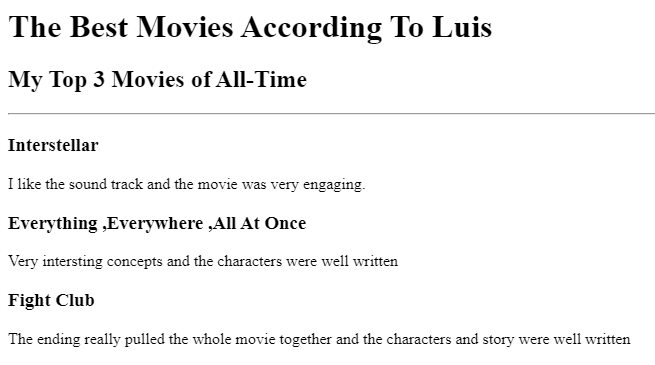 The Best Movies According To Luis
My Top 3 Movies of All-Time
Interstellar
I like the sound track and the movie was very engaging.
Everything ,Everywhere ,All At Once
Very intersting concepts and the characters were well written
Fight Club
The ending really pulled the whole movie together and the characters and story were well written